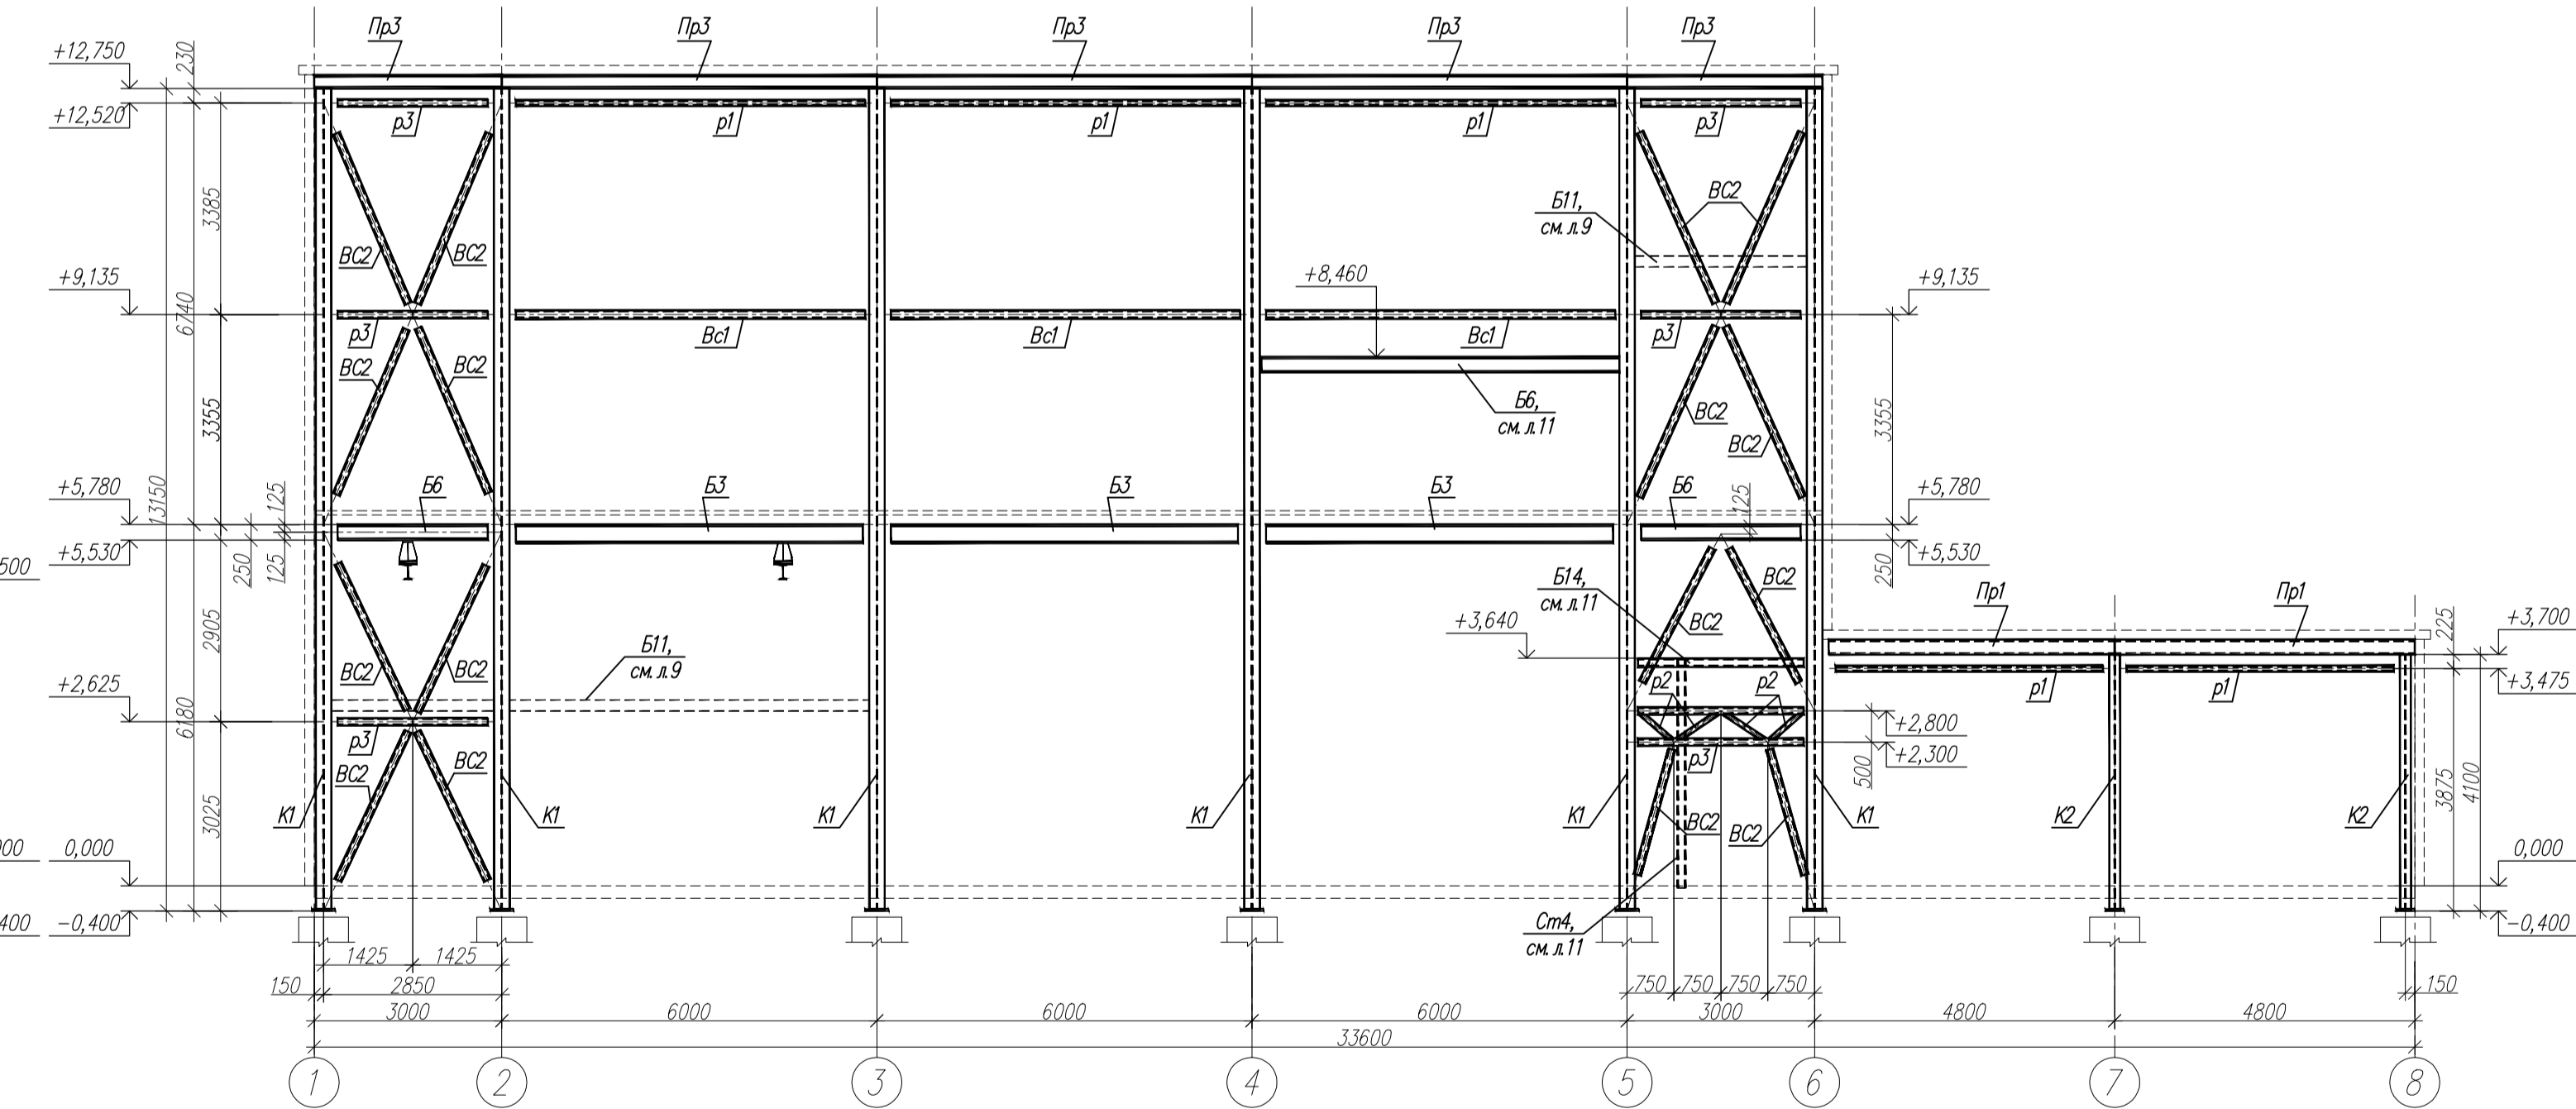 Пр3 Пр3 Пр3 Пр3 Пр3
+12,750 230
+12,520 р3 р1 р1 р1 р3
3385
ВС2 ВС2 ВС2
Б11,
см.л.9
+9,135 +8,460 +9,135
6740
р3 Вс1 Вс1 Вс1 р3
ВС2 ВС2
3355 Б6,
см.л.11 ВС2 ВС2 3355
+5,780 13150 125 Б6 Б3 Б3 Б3 Б6 125 +5,780
500 +5,530 250 125 250 +5,530
Б14,
см.л.11 ВС2
2905 +3,640 ВС2 Пр1 Пр1 225 +3,700
ВС2 ВС2 Б11,
см.л.9 р2 р2 р1 р1 +3,475
+2,625 6180 +2,800
р3 р3 500 +2,300
ВС2 ВС2 3875 4100
3025 К1 К1 К1 К1 К1 ВС2 ВС2 К1 К2 К2
00 0,000 0,000
400 -0,400 Ст4,
см.л.11 -0,400
1425 1425
150 2850 750 750 750 750 150
3000 6000 6000 6000 3000 4800 4800
33600
1 2 3 4 5 6 7 8